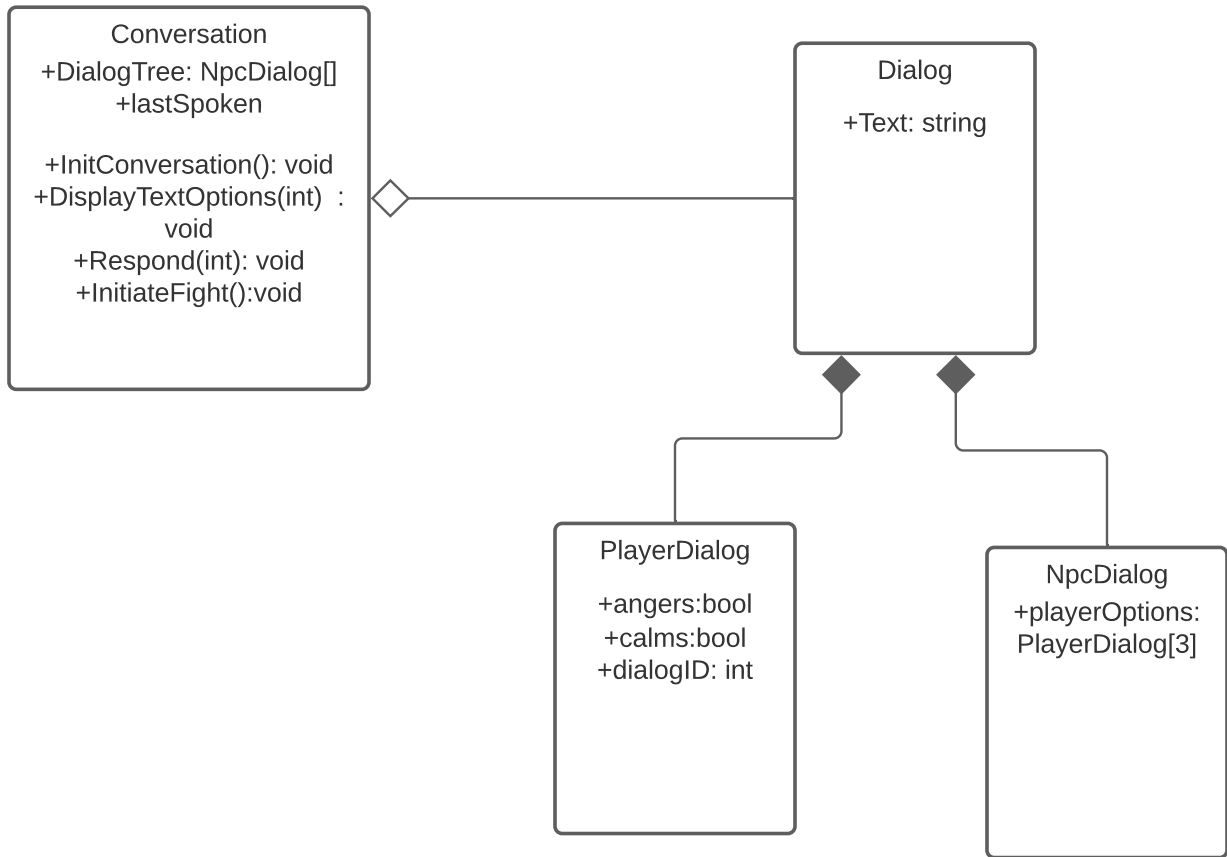 Conversation
+DialogTree: NpcDialog[]
+lastSpoken
+InitConversation(): void
+DisplayTextOptions(int)  :
void
+Respond(int): void
+InitiateFight():void
Dialog
+Text: string
PlayerDialog
+angers:bool
+calms:bool
+dialogID: int
NpcDialog
+playerOptions:
PlayerDialog[3]